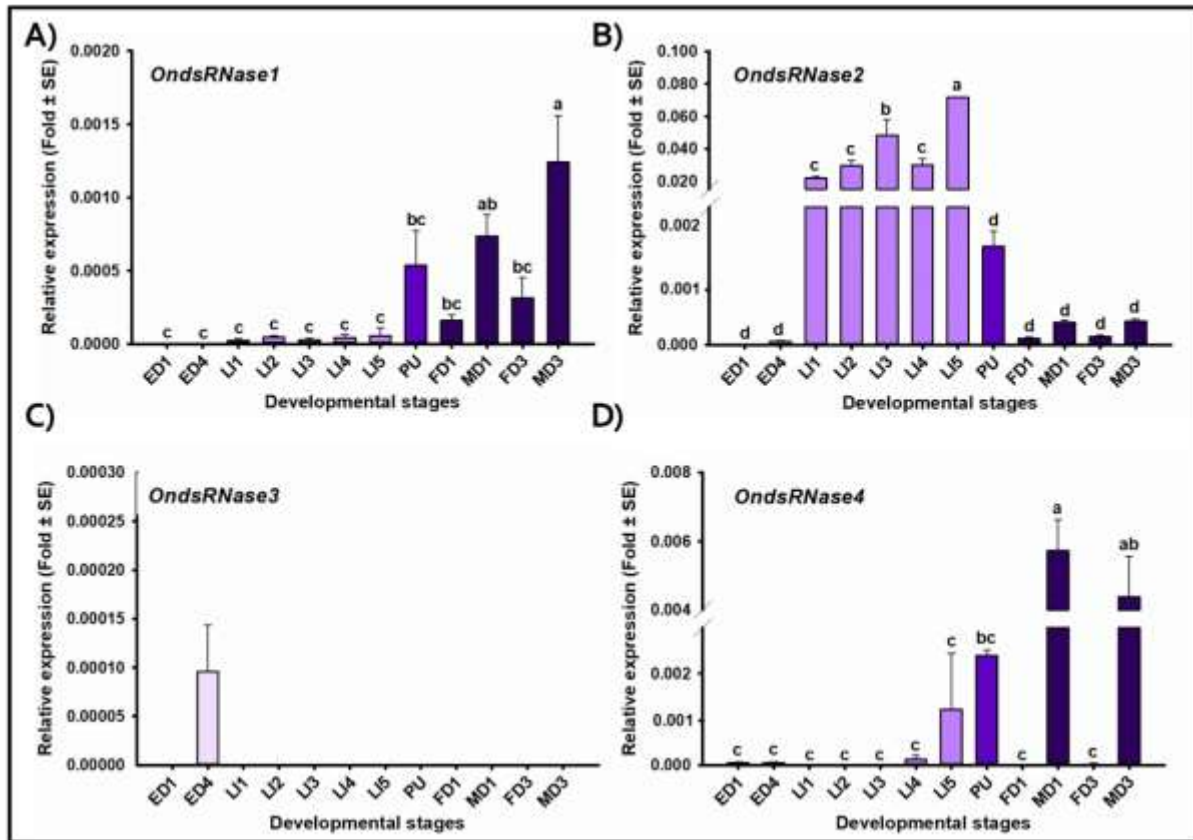 A)
OndsRNase1
Relative expression (Fold ± SE)
0.0020
0.0015
0.0010
0.0005
0.0000
c c c c c c c bc bc ab bc a
ED1 ED4 LI1 LI2 LI3 LI4 LI5 PU FD1 MD1 FD3 MD3
Developmental stages
B)
OndsRNase2
Relative expression (Fold ± SE)
0.100
0.080
0.060
0.040
0.020
0.002
0.001
0.000
d d c c b c a d d d d d
ED1 ED4 LI1 LI2 LI3 LI4 LI5 PU FD1 MD1 FD3 MD3
Developmental stages
C)
OndsRNase3
Relative expression (Fold ± SE)
0.00030
0.00025
0.00020
0.00015
0.00010
0.00005
0.00000
ED1 ED4 LI1 LI2 LI3 LI4 LI5 PU FD1 MD1 FD3 MD3
Developmental stages
D)
OndsRNase4
Relative expression (Fold ± SE)
0.008
0.006
0.004
0.002
0.001
0.000
c c c c c c c bc c a c ab
ED1 ED4 LI1 LI2 LI3 LI4 LI5 PU FD1 MD1 FD3 MD3
Developmental stages